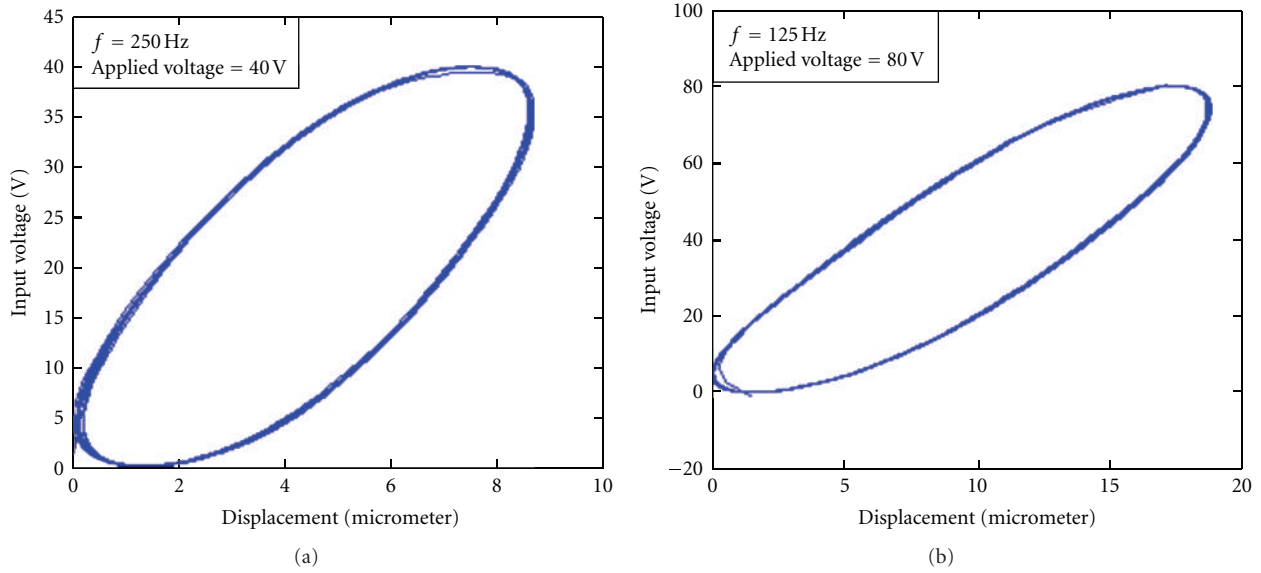 f = 250 Hz
Applied voltage = 40 V
45
40
35
30
25
20
15
10
5
0
Input voltage (V)
0 2 4 6 8 10
Displacement (micrometer)
(a)
f = 125 Hz
Applied voltage = 80 V
100
80
60
40
20
0
−20
Input voltage (V)
0 5 10 15 20
Displacement (micrometer)
(b)